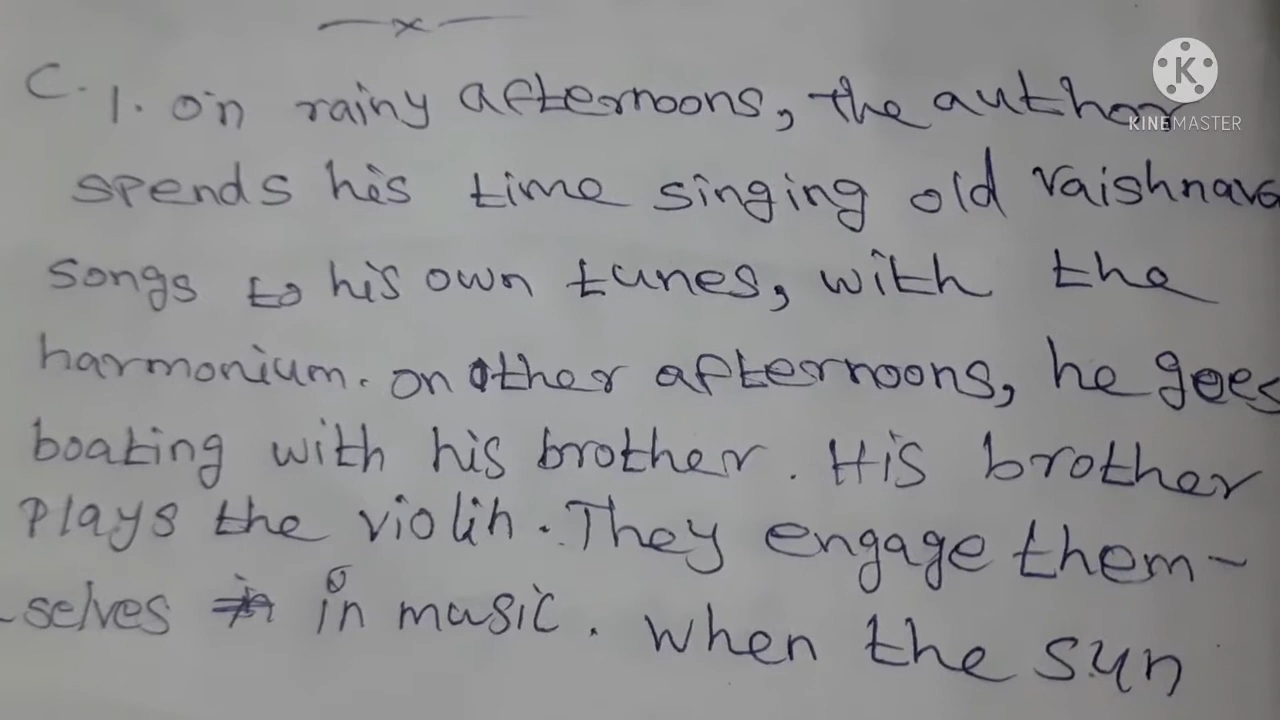 x
C. 1. On rainy afternoons, the author
spends his time singing old vaishnava
songs to his own tunes, with the
harmonium. on other afternoons, he goes
boating with his brother. His brother
plays the violin. They engage them-
-selves in in music. When the sun
K
KINEMASTER